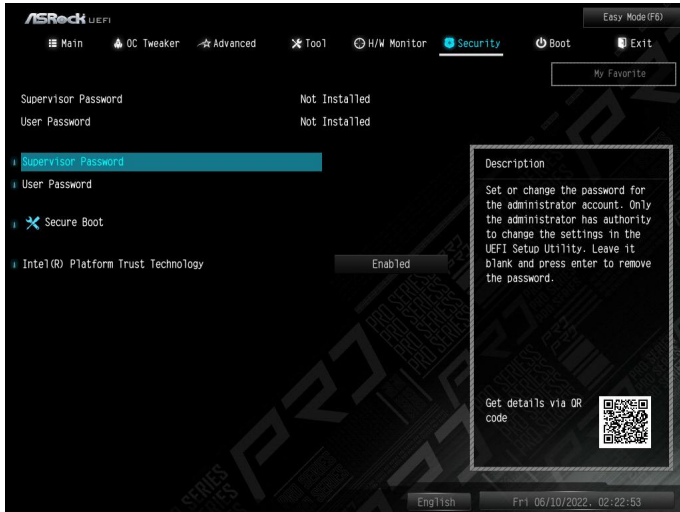 ASRock UEFI
Easy Mode(F6)
Main OC Tweaker Advanced Tool H/W Monitor Security Boot Exit
My Favorite
Supervisor Password Not Installed
User Password Not Installed
Supervisor Password
User Password
Secure Boot
Intel(R) Platform Trust Technology Enabled
Description
Set or change the password for
the administrator account. Only
the administrator has authority
to change the settings in the
UEFI Setup Utility. Leave it
blank and press enter to remove
the password.
Get details via QR
code
PRO SERIES
English
Fri 06/10/2022, 02:22:53